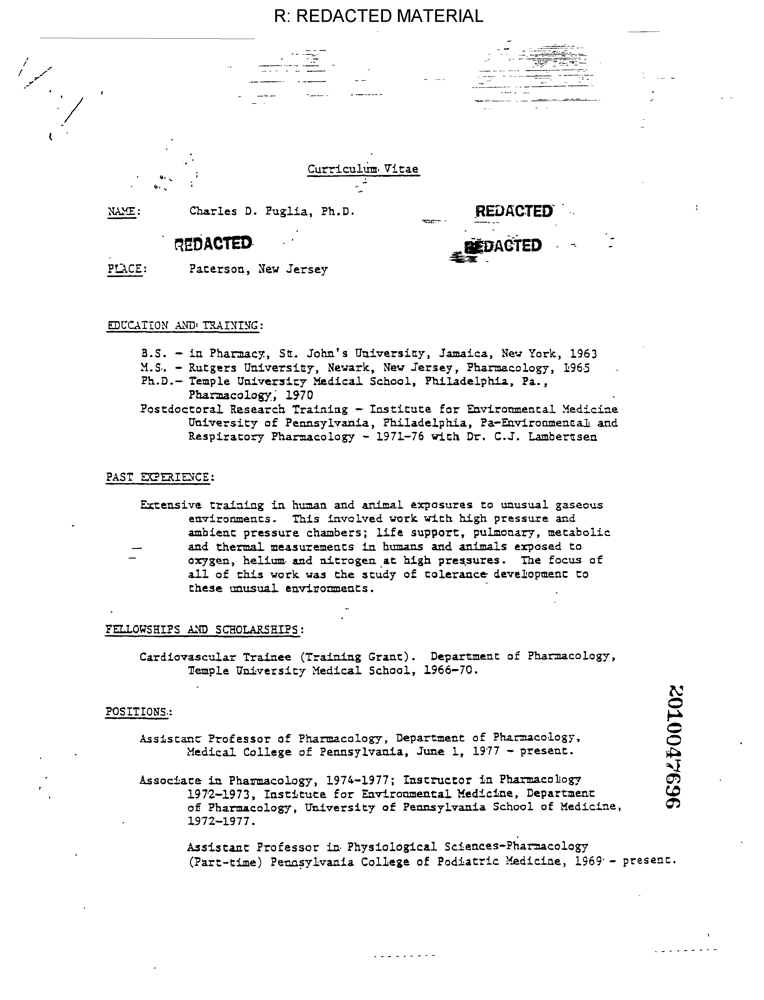 R: REDACTED MATERIAL
Curriculum Vitae
NAME: Charles D. Puglia, Ph.D. REDACTED
REDACTED REDACTED
PLACE: Paterson, New Jersey
EDUCATION AND TRAINING:
B.S. - in Pharmacy, St. John's University, Jamaica, New York, 1963
M.S. - Rutgers University, Newark, New Jersey, Pharmacology, 1965
Ph.D.- Temple University Medical School, Philadelphia, Pa.,
Pharmacology, 1970
Postdoctoral Research Training - Institute for Environmental Medicine
University of Pennsylvania, Philadelphia, Pa-Environmental and
Respiratory Pharmacology - 1971-76 with Dr. C.J. Lambertsen
PAST EXPERIENCE:
Extensive training in human and animal exposures to unusual gaseous
environments. This involved work with high pressure and
ambient pressure chambers; life support, pulmonary, metabolic
and thermal measurements in humans and animals exposed to
oxygen, helium and nitrogen at high pressures. The focus of
all of this work was the study of tolerance development to
these unusual environments.
FELLOWSHIPS AND SCHOLARSHIPS:
Cardiovascular Trainee (Training Grant). Department of Pharmacology,
Temple University Medical School, 1966-70.
POSITIONS:
Assistant Professor of Pharmacology, Department of Pharmacology,
Medical College of Pennsylvania, June 1, 1977 - present.
Associate in Pharmacology, 1974-1977; Instructor in Pharmacology
1972-1973, Institute for Environmental Medicine, Department
of Pharmacology, University of Pennsylvania School of Medicine,
1972-1977.
Assistant Professor in Physiological Sciences-Pharmacology
(Part-time) Pennsylvania College of Podiatric Medicine, 1969 - present.
2010047696